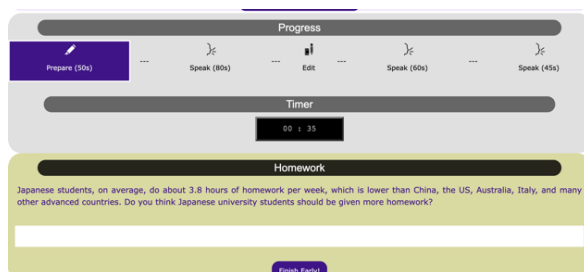 Progress
Prepare (50s) --- Speak (80s) --- Edit --- Speak (60s) --- Speak (45s)
Timer
00 : 35
Homework
Japanese students, on average, do about 3.8 hours of homework per week, which is lower than China, the US, Australia, Italy, and many
other advanced countries. Do you think Japanese university students should be given more homework?
Finish Early!